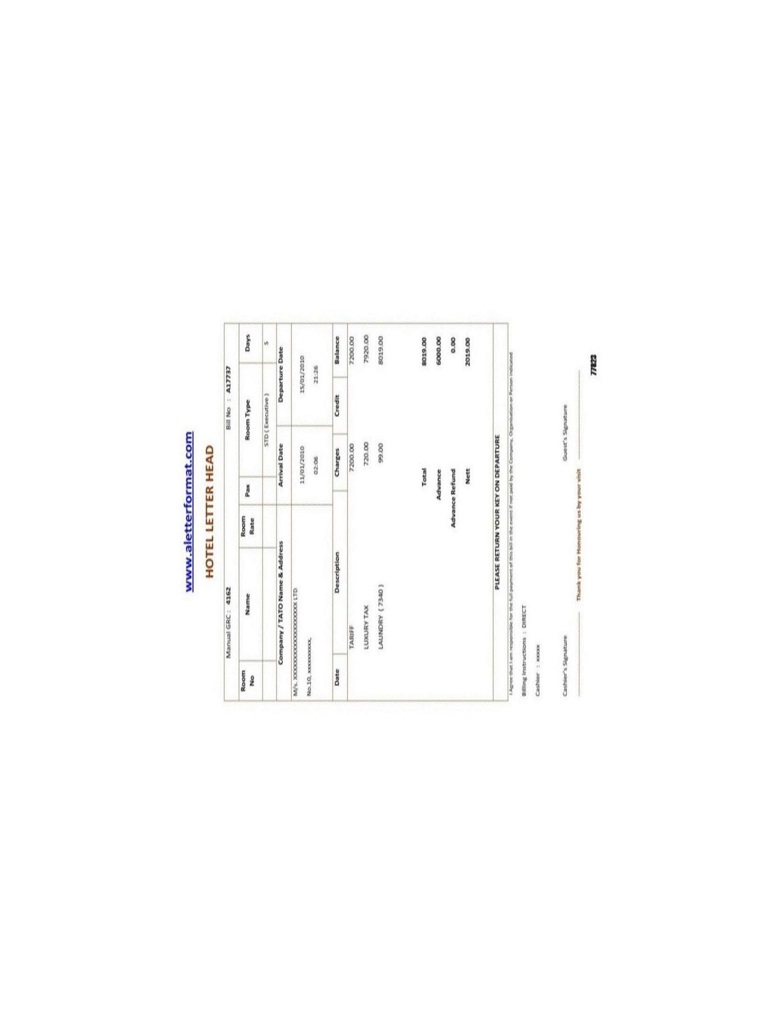 www.aletterformat.com
HOTEL LETTER HEAD
Manual GRC : 4162 Bill No : A17737
Room No Name Room Rate Pax Room Type Days
STD ( Executive ) 5
Company / TATO Name & Address Arrival Date Departure Date
M/s. XXXXXXXXXXXXXXXXXXXX LTD 11/01/2010 15/01/2010
No.10, xxxxxxxxxx, 02:06 21:26
Date Description Charges Credit Balance
TARIFF 7200.00 7200.00
LUXURY TAX 720.00 7920.00
LAUNDRY ( 7340 ) 99.00 8019.00
Total 8019.00
Advance 6000.00
Advance Refund 0.00
Nett 2019.00
PLEASE RETURN YOUR KEY ON DEPARTURE
I Agree that I am responsible for the full payment of this bill in the event if not paid by the Company, Organisation or Person indicated
Billing Instructions : DIRECT
Cashier : xxxxx
Cashier's Signature Guest's Signature
Thank you for Honouring us by your visit